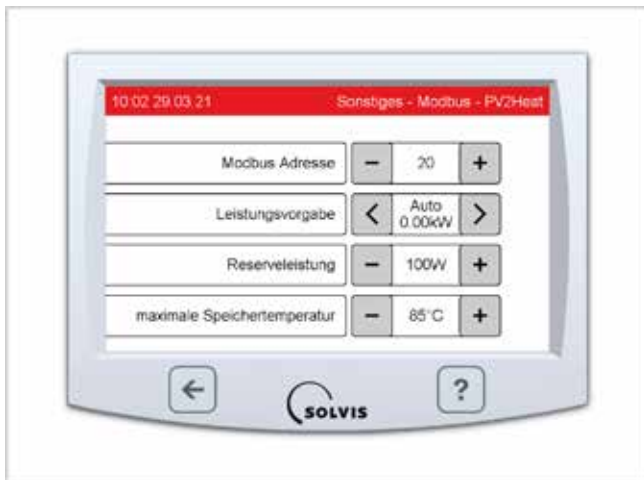 10:02 29.03.21 Sonstiges - Modbus - PV2Heat
Modbus Adresse − 20 +
Leistungsvorgabe < Auto 0.00kW >
Reserveleistung − 100W +
maximale Speichertemperatur − 85°C +
← ?
SOLVIS